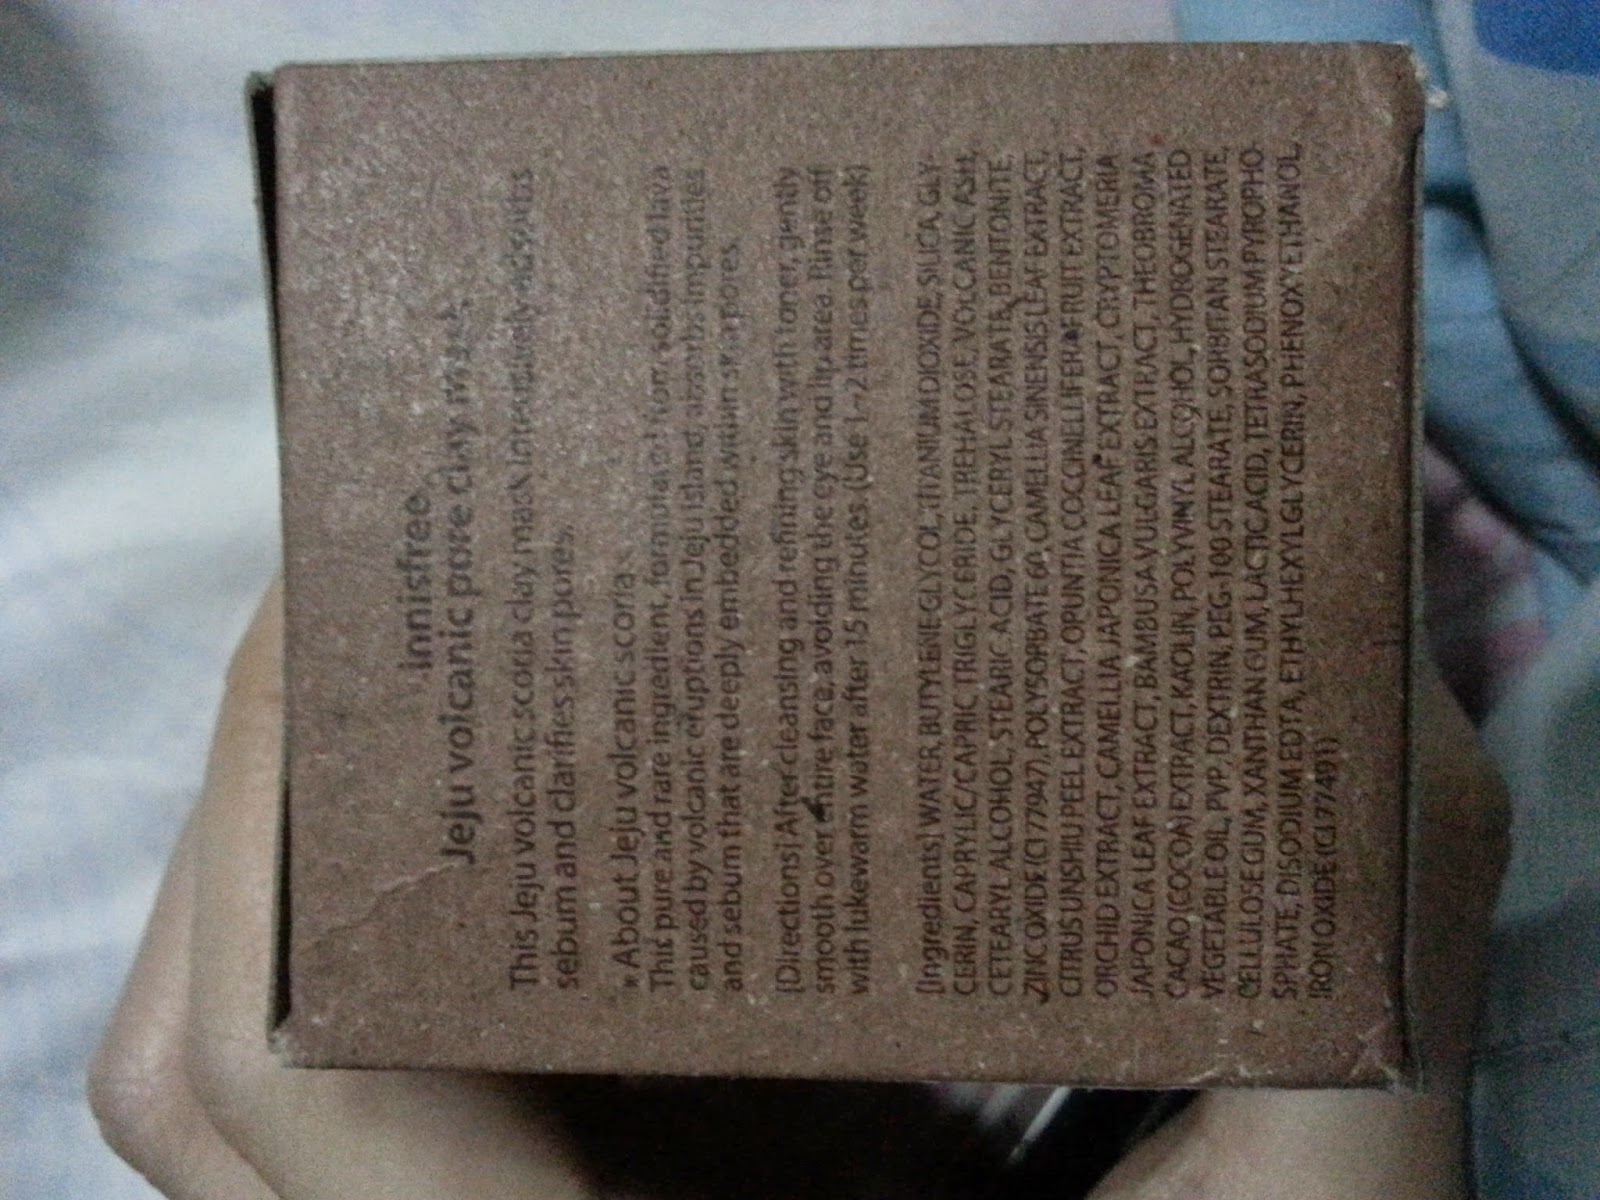 innisfree
Jeju volcanic pore clay mask
This Jeju volcanic scoria clay mask intensively absorbs
sebum and clarifies skin pores.
* About Jeju volcanic scoria
This pure and rare ingredient, formulated from solidified lava
caused by volcanic eruptions in Jeju island, absorbs impurities
and sebum that are deeply embedded within skin pores.
[Directions] After cleansing and refining skin with toner, gently
smooth over entire face, avoiding the eye and lip area. Rinse off
with lukewarm water after 15 minutes. (Use 1~2 times per week)
[Ingredients] WATER, BUTYLENE GLYCOL, TITANIUM DIOXIDE, SILICA, GLY-
CERIN, CAPRYLIC/CAPRIC TRIGLYCERIDE, TREHALOSE, VOLCANIC ASH,
CETEARYL ALCOHOL, STEARIC ACID, GLYCERYL STEARATE, BENTONITE,
ZINC OXIDE (CI 77947), POLYSORBATE 60, CAMELLIA SINENSIS LEAF EXTRACT,
CITRUS UNSHIU PEEL EXTRACT, OPUNTIA COCCINELLIFERA FRUIT EXTRACT,
ORCHID EXTRACT, CAMELLIA JAPONICA LEAF EXTRACT, CRYPTOMERIA
JAPONICA LEAF EXTRACT, BAMBUSA VULGARIS EXTRACT, THEOBROMA
CACAO (COCOA) EXTRACT, KAOLIN, POLYVINYL ALCOHOL, HYDROGENATED
VEGETABLE OIL, PVP, DEXTRIN, PEG-100 STEARATE, SORBITAN STEARATE,
CELLULOSE GUM, XANTHAN GUM, LACTIC ACID, TETRASODIUM PYROPHO-
SPHATE, DISODIUM EDTA, ETHYLHEXYLGLYCERIN, PHENOXYETHANOL,
IRON OXIDE (CI 77491)